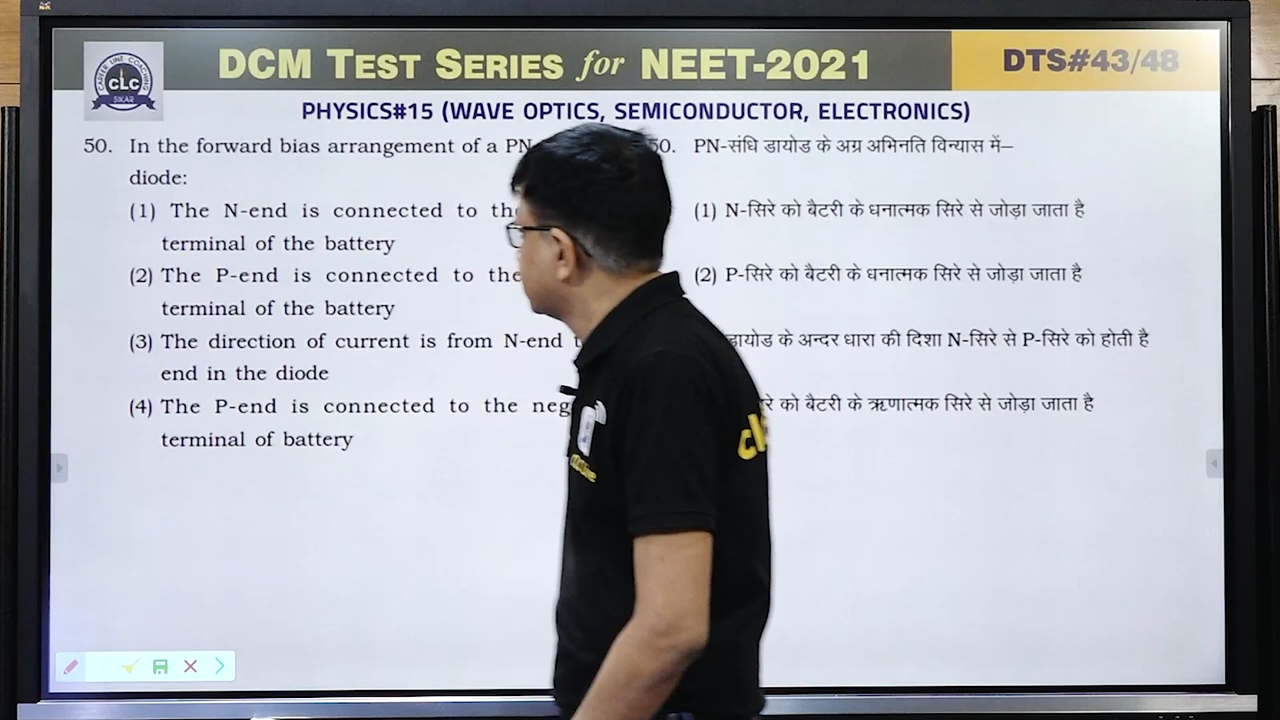 DCM TEST SERIES for NEET-2021
DTS#43/48
CAREER LINE COACHING
CLC
SIKAR
PHYSICS#15 (WAVE OPTICS, SEMICONDUCTOR, ELECTRONICS)
50. In the forward bias arrangement of a PN
diode:
(1) The N-end is connected to
terminal of the battery
(2) The P-end is connected to the
terminal of the battery
(3) The direction of current is from N-end
end in the diode
(4) The P-end is connected to the
terminal of battery
50. PN-संधि डायोड के अग्र अभिनति विन्यास में–
(1) N-सिरे को बैटरी के धनात्मक सिरे से जोड़ा जाता है
(2) P-सिरे को बैटरी के धनात्मक सिरे से जोड़ा जाता है
डायोड के अन्दर धारा की दिशा N-सिरे से P-सिरे को होती है
को बैटरी के ऋणात्मक सिरे से जोड़ा जाता है